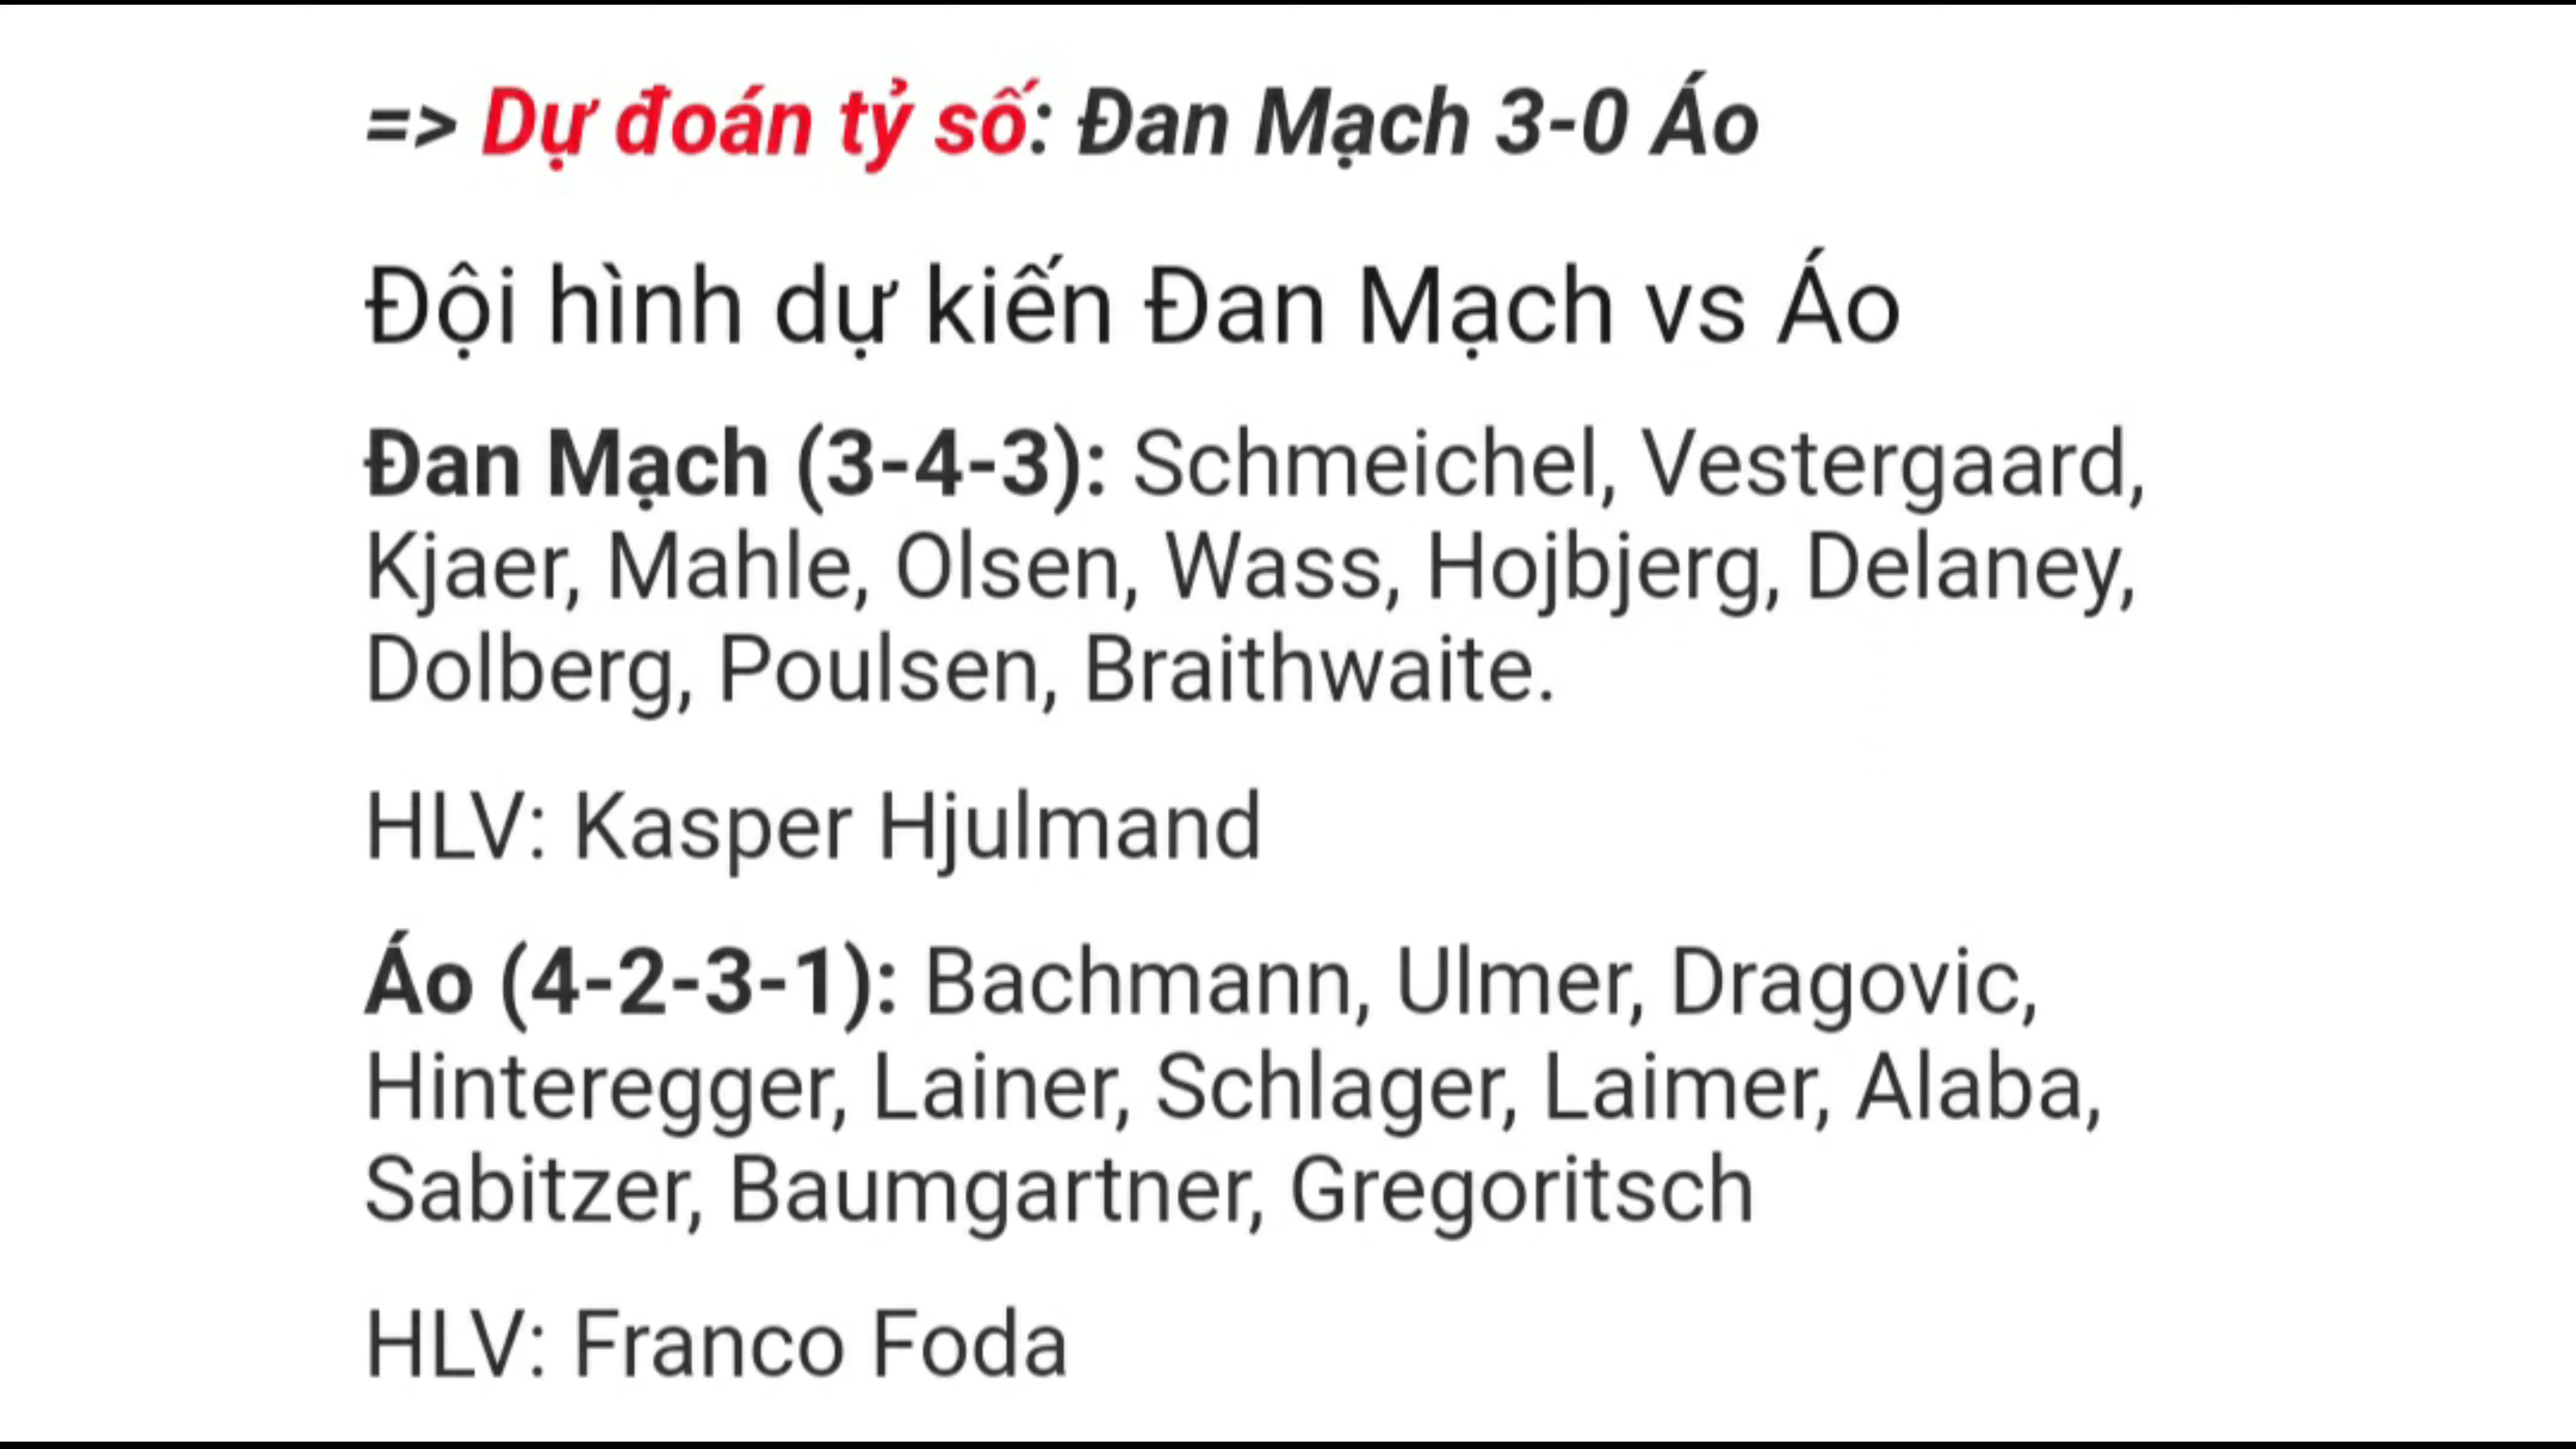 => Dự đoán tỷ số: Đan Mạch 3-0 Áo
Đội hình dự kiến Đan Mạch vs Áo
Đan Mạch (3-4-3): Schmeichel, Vestergaard,
Kjaer, Mahle, Olsen, Wass, Hojbjerg, Delaney,
Dolberg, Poulsen, Braithwaite.
HLV: Kasper Hjulmand
Áo (4-2-3-1): Bachmann, Ulmer, Dragovic,
Hinteregger, Lainer, Schlager, Laimer, Alaba,
Sabitzer, Baumgartner, Gregoritsch
HLV: Franco Foda